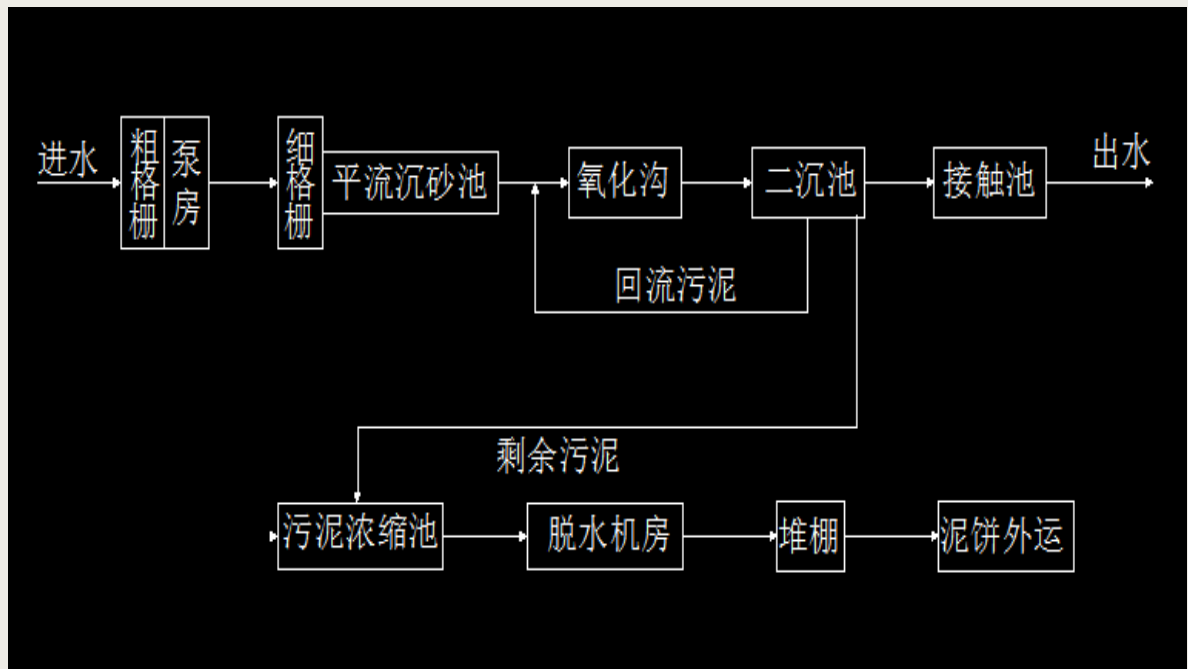 进水
粗格栅
泵房
细格栅
平流沉砂池
氧化沟
二沉池
接触池
出水
回流污泥
剩余污泥
污泥浓缩池
脱水机房
堆棚
泥饼外运